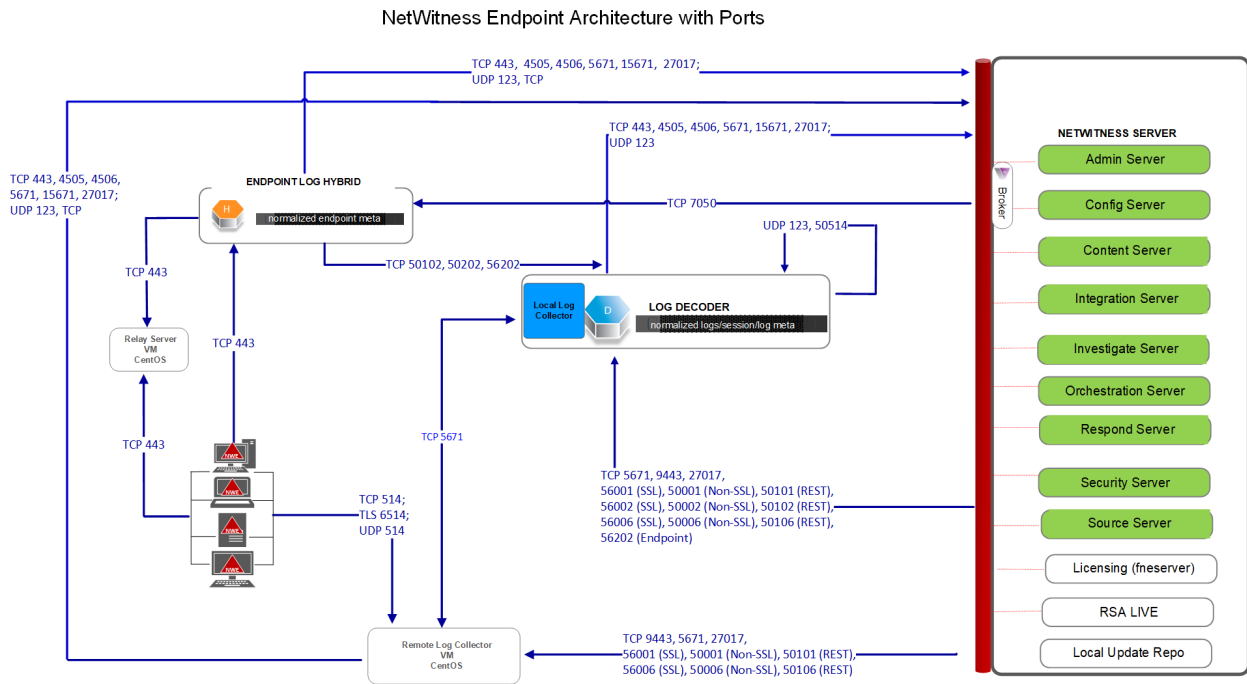 NetWitness Endpoint Architecture with Ports
TCP 443, 4505, 4506, 5671, 15671, 27017;
UDP 123, TCP
TCP 443, 4505, 4506, 5671, 15671, 27017;
UDP 123
NETWITNESS SERVER
Admin Server
Broker
Config Server
Content Server
Integration Server
Investigate Server
Orchestration Server
Respond Server
Security Server
Source Server
Licensing (fneserver)
RSA LIVE
Local Update Repo
TCP 443, 4505, 4506,
5671, 15671, 27017;
UDP 123, TCP
ENDPOINT LOG HYBRID
H
normalized endpoint meta
TCP 7050
UDP 123, 50514
TCP 443
TCP 50102, 50202, 56202
Local Log
Collector
D
LOG DECODER
normalized logs/session/log meta
Relay Server
VM
CentOS
TCP 443
TCP 443
TCP 5671
NWE
NWE
NWE
NWE
TCP 514;
TLS 6514;
UDP 514
TCP 5671, 9443, 27017,
56001 (SSL), 50001 (Non-SSL), 50101 (REST),
56002 (SSL), 50002 (Non-SSL), 50102 (REST),
56006 (SSL), 50006 (Non-SSL), 50106 (REST),
56202 (Endpoint)
Remote Log Collector
VM
CentOS
TCP 9443, 5671, 27017,
56001 (SSL), 50001 (Non-SSL), 50101 (REST),
56006 (SSL), 50006 (Non-SSL), 50106 (REST)